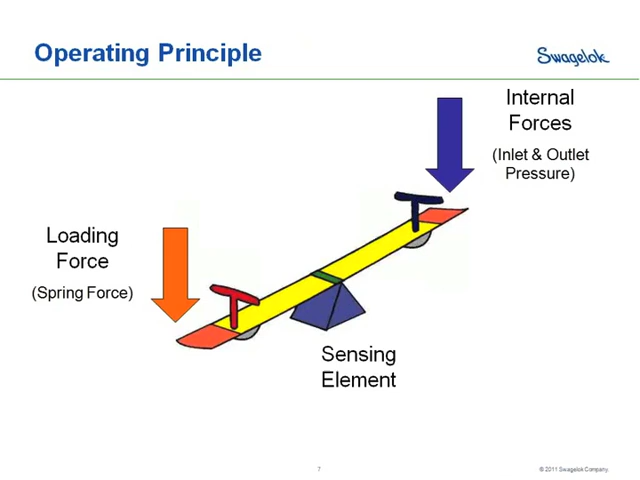 Operating Principle
Swagelok
Internal
Forces
(Inlet & Outlet
Pressure)
Loading
Force
(Spring Force)
Sensing
Element
7
© 2011 Swagelok Company.